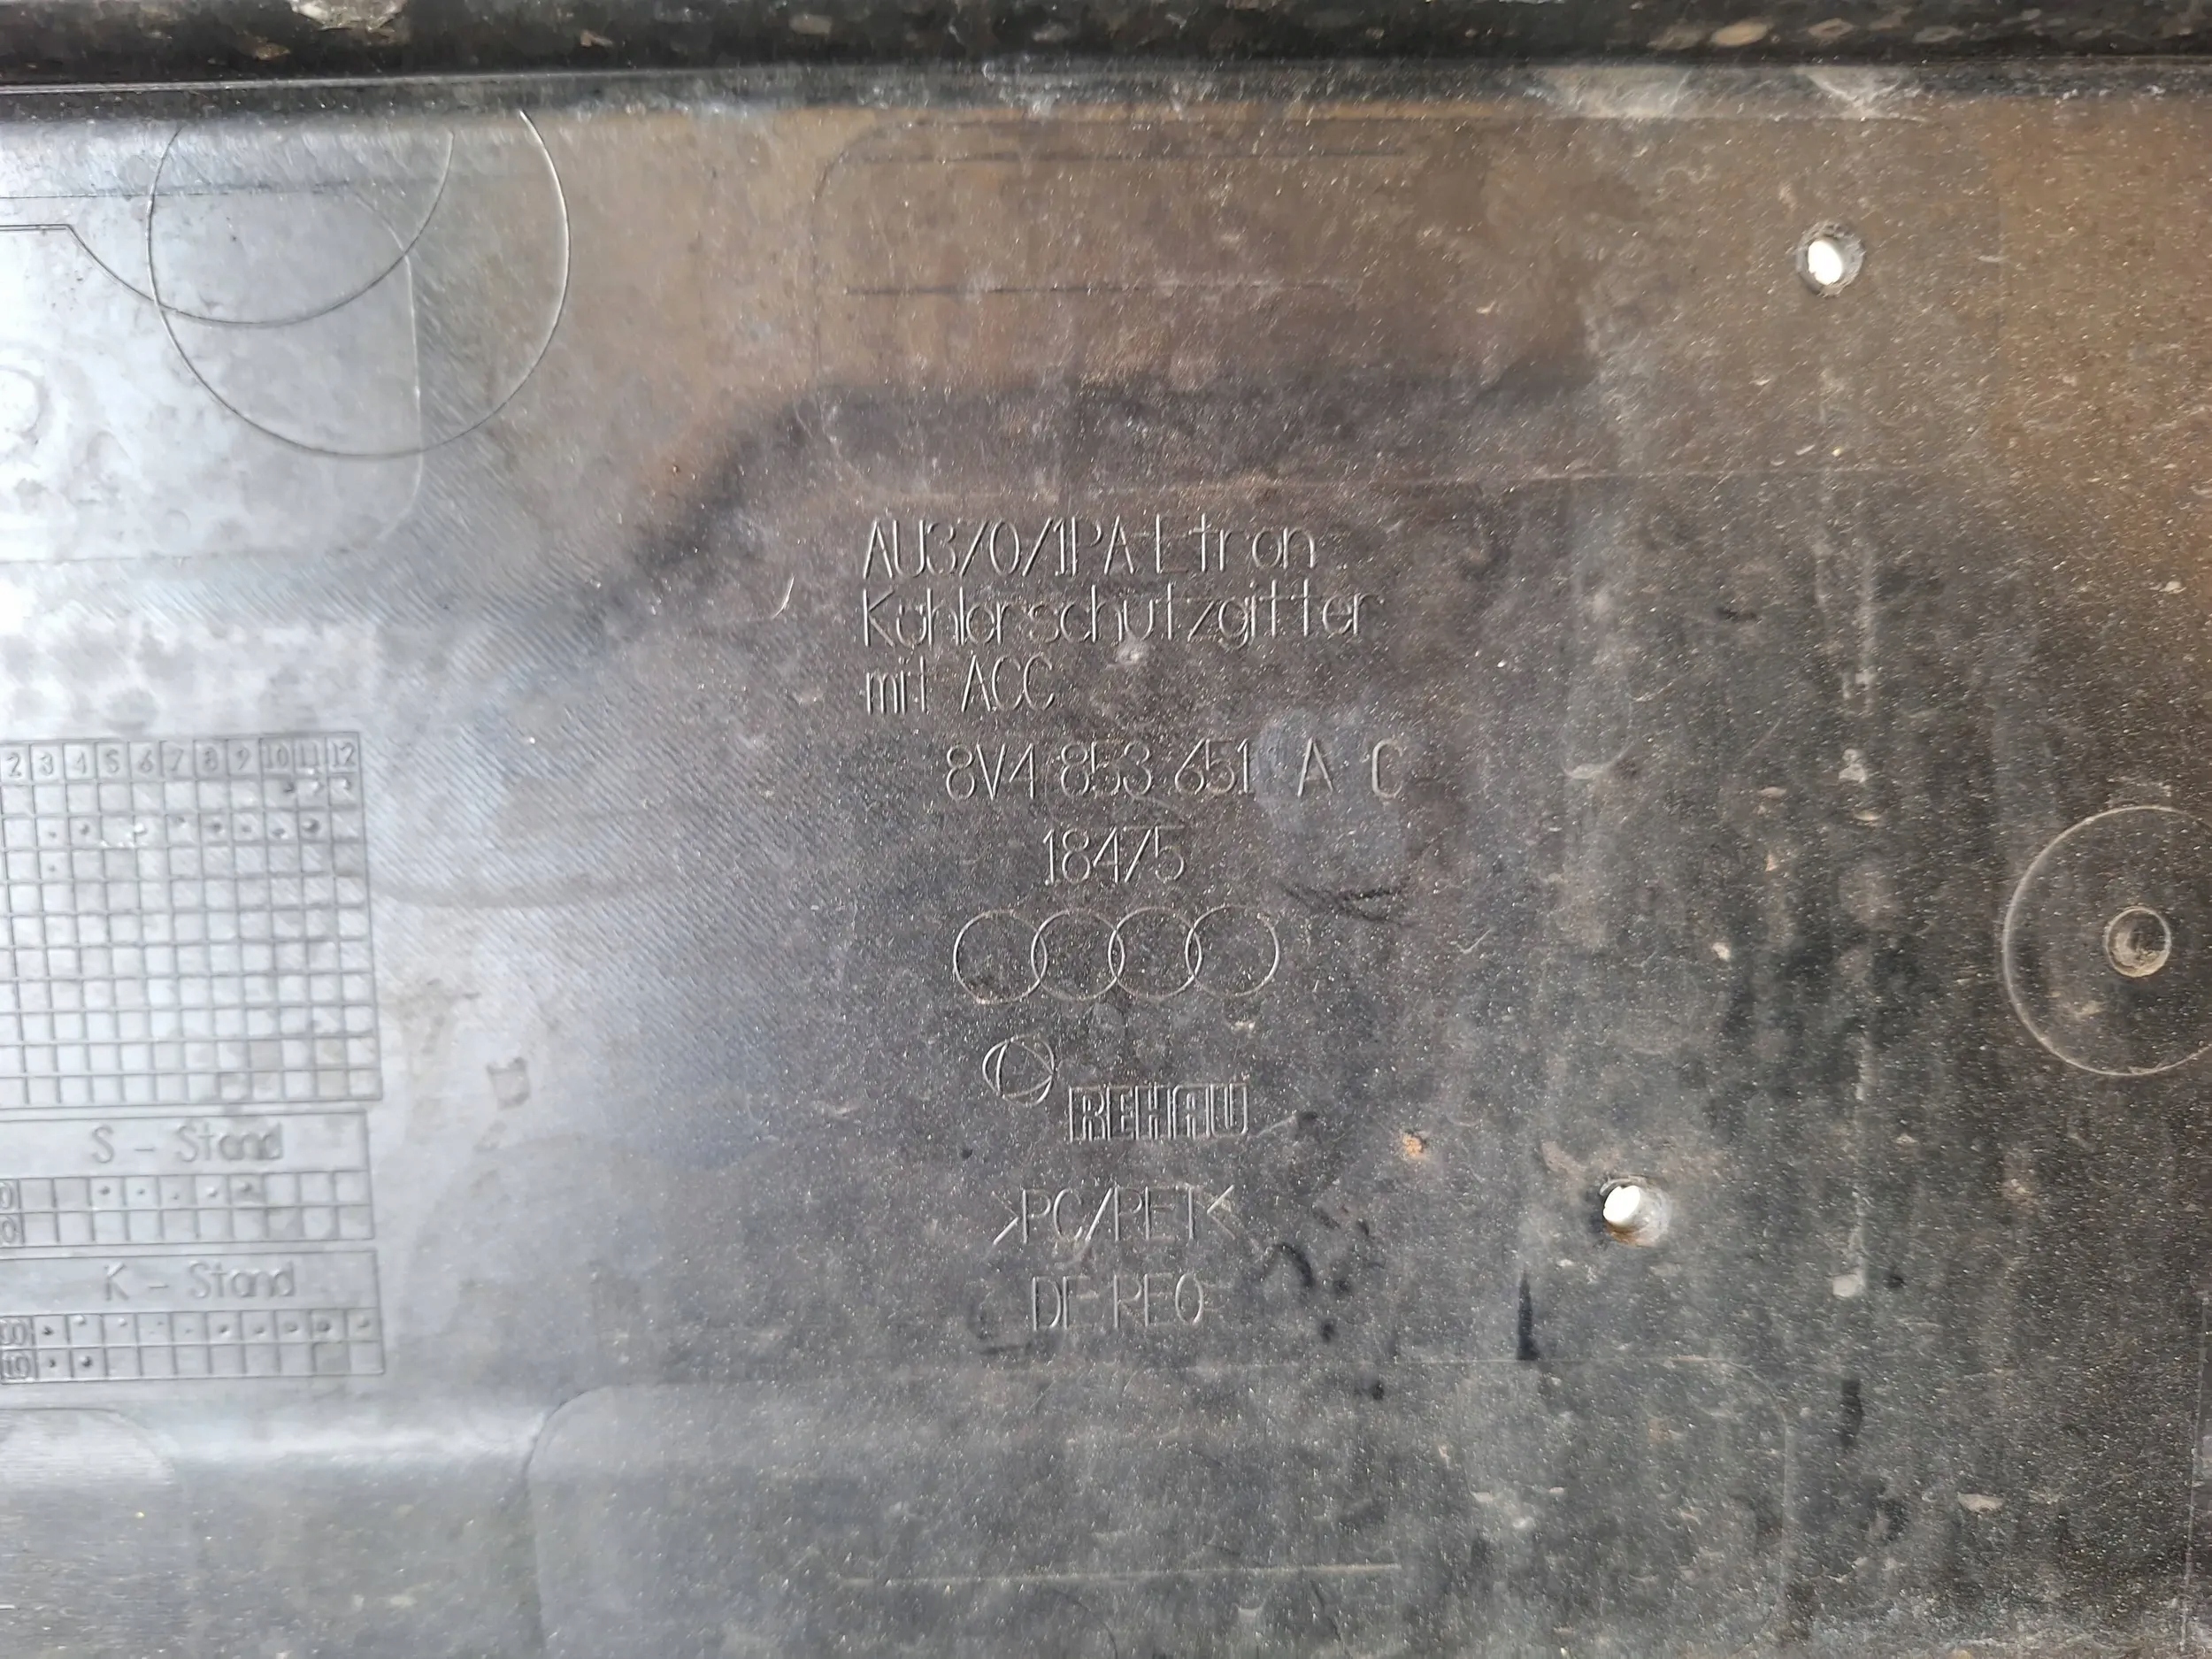 AU370/1PA Etron
Kühlerschutzgitter
mit ACC
8V4 853 651 A C
18475
REHAU
>PC/PET<
DF REO
2 3 4 5 6 7 8 9 10 11 12
S - Stand
K - Stand